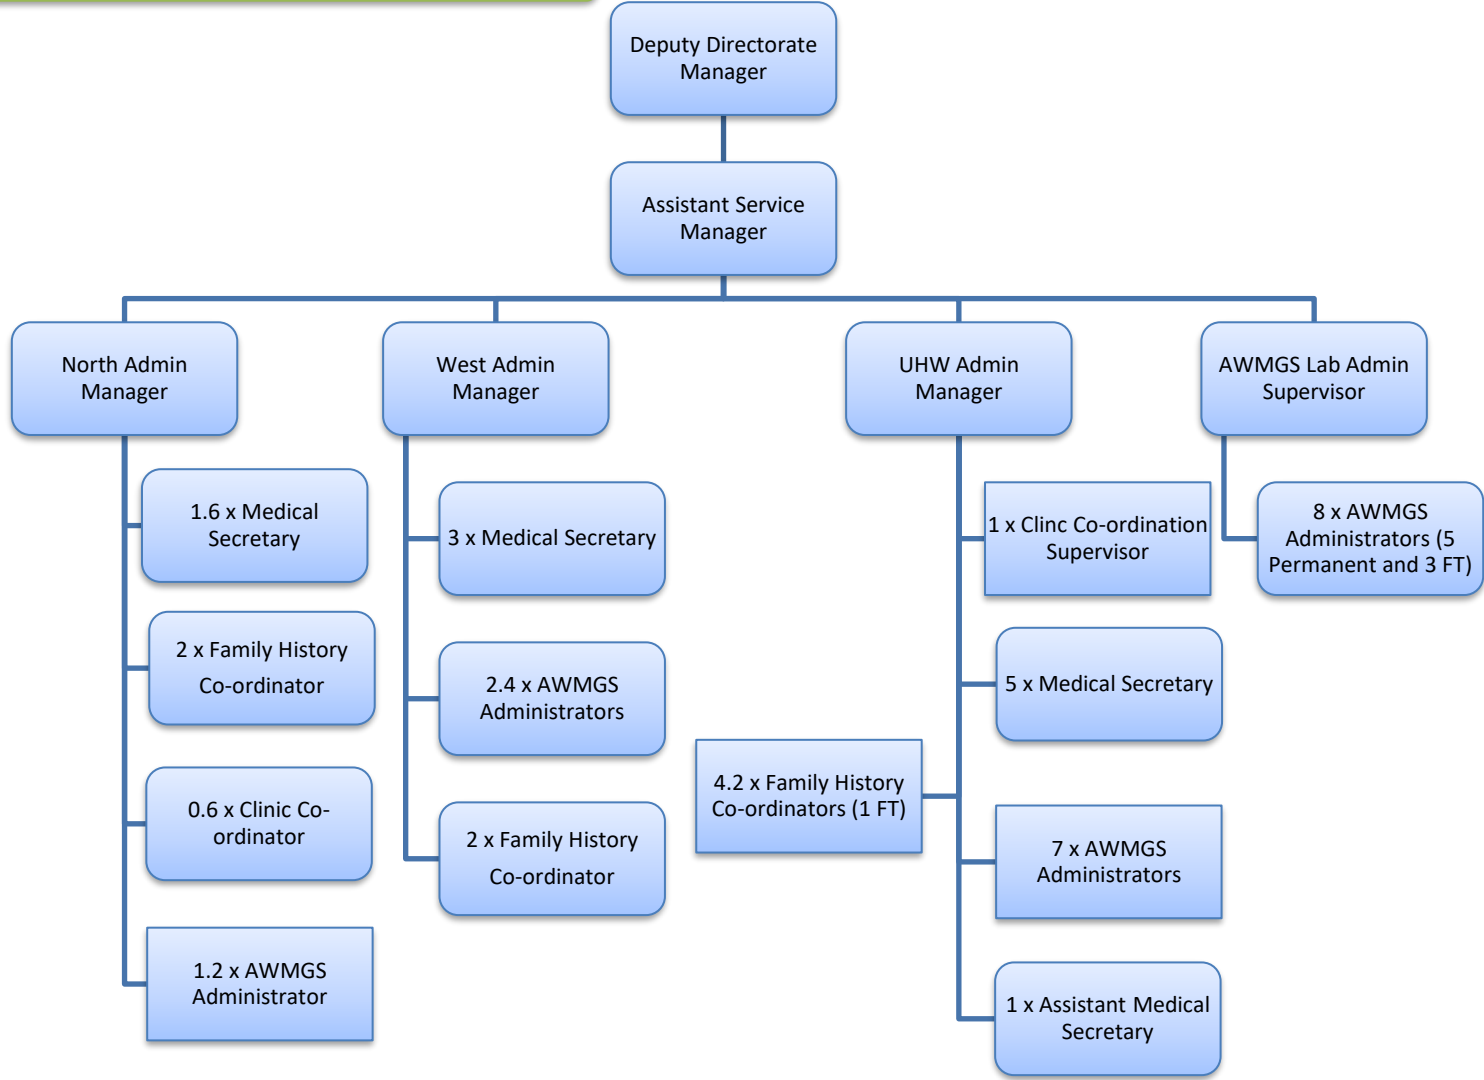 Deputy Directorate
Manager
Assistant Service
Manager
North Admin
Manager
West Admin
Manager
UHW Admin
Manager
AWMGS Lab Admin
Supervisor
1.6 x Medical
Secretary
2 x Family History
Co-ordinator
0.6 x Clinic Co-
ordinator
1.2 x AWMGS
Administrator
3 x Medical Secretary
2.4 x AWMGS
Administrators
2 x Family History
Co-ordinator
1 x Clinc Co-ordination
Supervisor
5 x Medical Secretary
4.2 x Family History
Co-ordinators (1 FT)
7 x AWMGS
Administrators
1 x Assistant Medical
Secretary
8 x AWMGS
Administrators (5
Permanent and 3 FT)